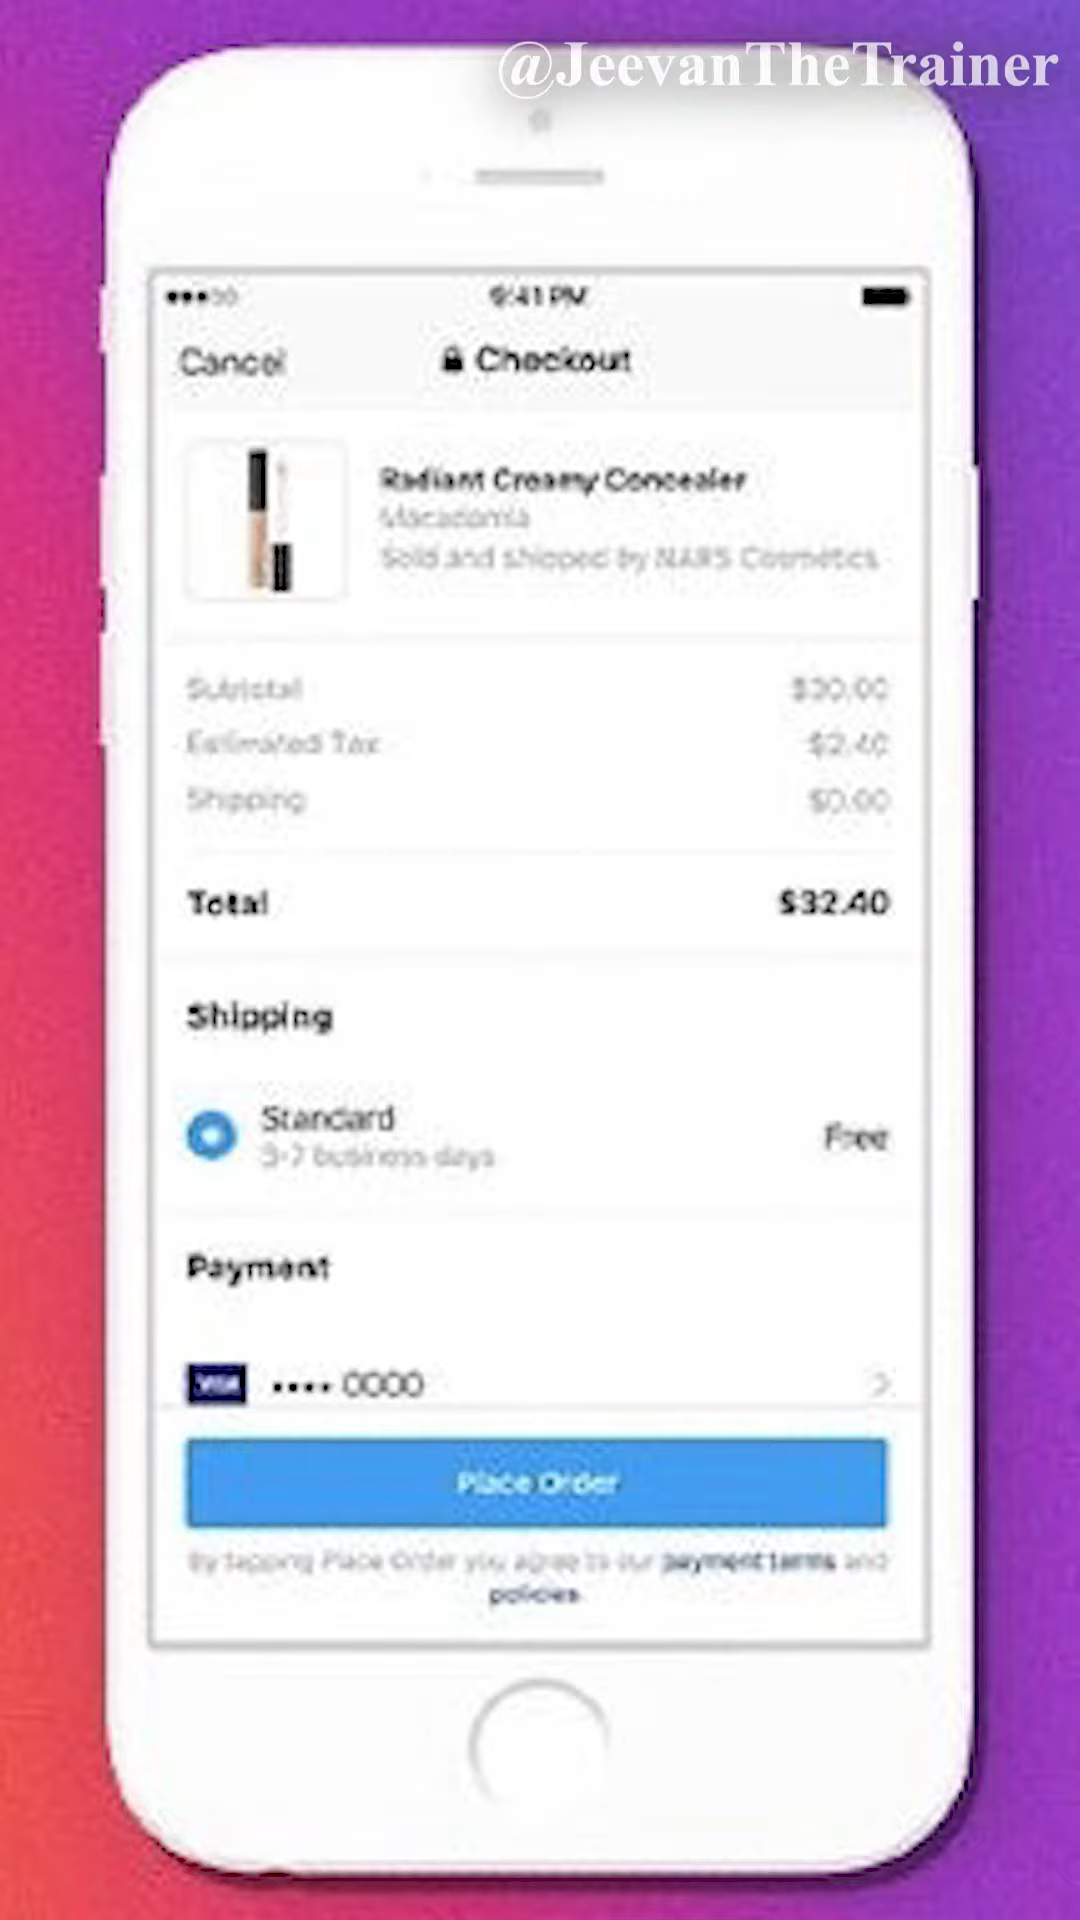 @JeevanTheTrainer
9:41 PM
Cancel
Checkout
Radiant Creamy Concealer
Macadamia
Sold and shipped by NARS Cosmetics
Subtotal $30.00
Estimated Tax $2.40
Shipping $0.00
Total $32.40
Shipping
Standard
3-7 business days
Free
Payment
VISA •••• 0000
Place Order
By tapping Place Order you agree to our payment terms and
policies